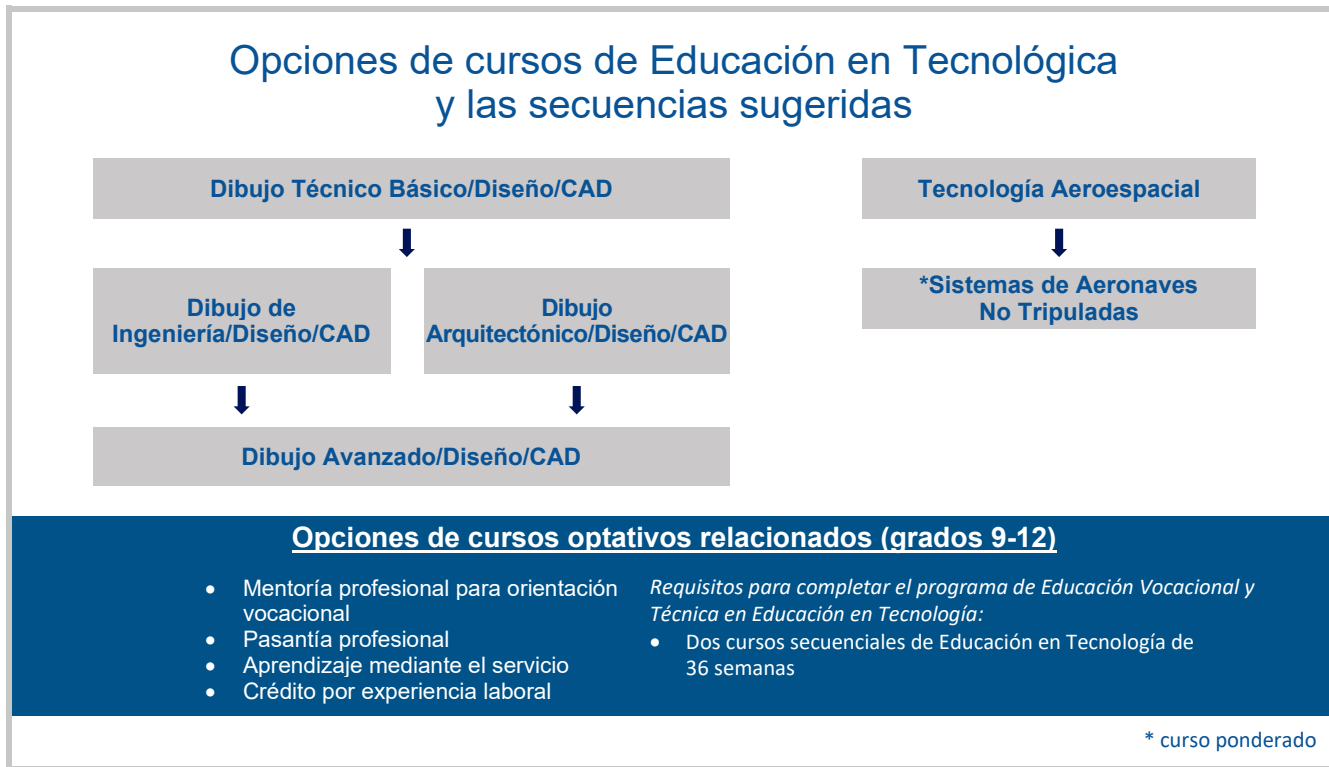 Opciones de cursos de Educación en Tecnológica
y las secuencias sugeridas
Dibujo Técnico Básico/Diseño/CAD
Tecnología Aeroespacial
Dibujo de
Ingeniería/Diseño/CAD
Dibujo
Arquitectónico/Diseño/CAD
*Sistemas de Aeronaves
No Tripuladas
Dibujo Avanzado/Diseño/CAD
Opciones de cursos optativos relacionados (grados 9-12)
• Mentoría profesional para orientación
vocacional
• Pasantía profesional
• Aprendizaje mediante el servicio
• Crédito por experiencia laboral
Requisitos para completar el programa de Educación Vocacional y
Técnica en Educación en Tecnología:
• Dos cursos secuenciales de Educación en Tecnología de
36 semanas
* curso ponderado